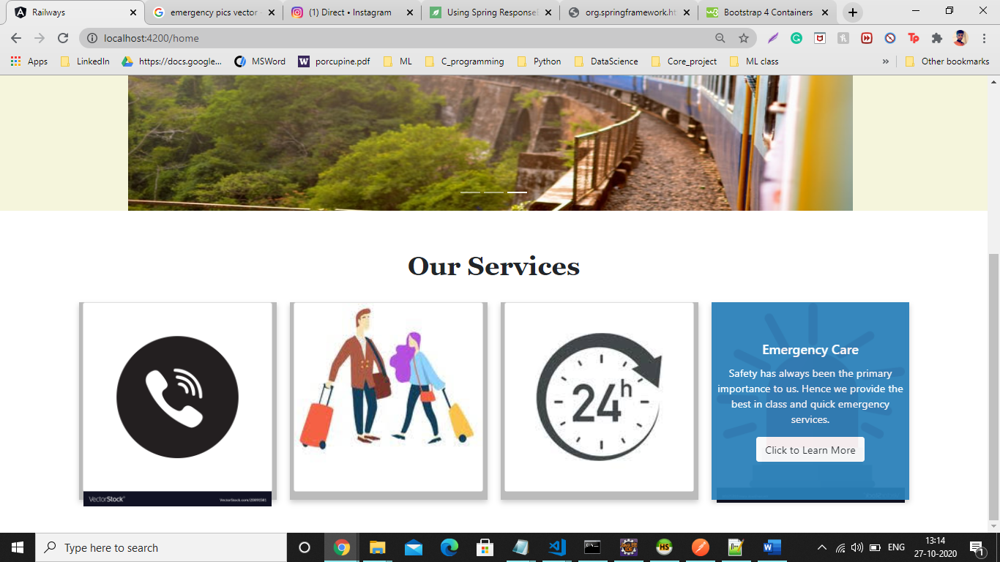 Railways
emergency pics vector
(1) Direct • Instagram
Using Spring Response
org.springframework.ht
Bootstrap 4 Containers
localhost:4200/home
Apps
LinkedIn
https://docs.google...
MSWord
porcupine.pdf
ML
C_programming
Python
DataScience
Core_project
ML class
»
Other bookmarks
Our Services
VectorStock®
24h
Emergency Care
Safety has always been the primary
importance to us. Hence we provide the
best in class and quick emergency
services.
Click to Learn More
Type here to search
ENG
13:14
27-10-2020
1